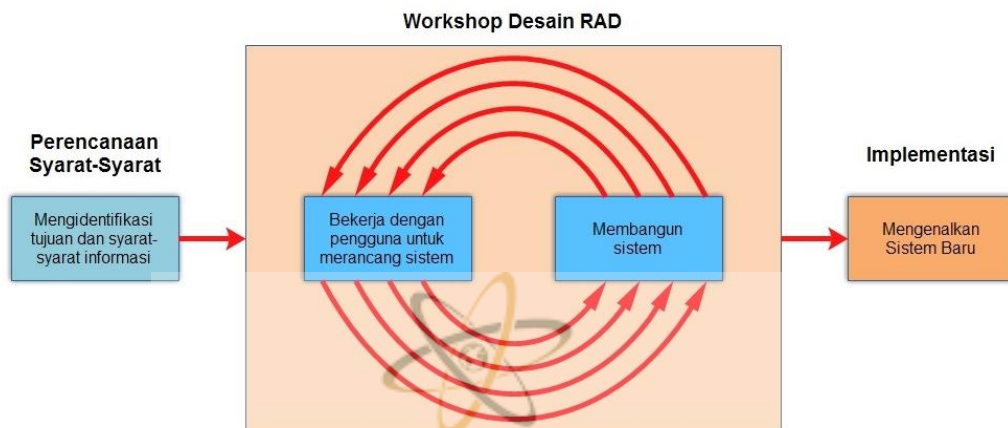 Workshop Desain RAD
Perencanaan
Syarat-Syarat
Mengidentifikasi
tujuan dan syarat-
syarat informasi
Bekerja dengan
pengguna untuk
merancang sistem
Membangun
sistem
Implementasi
Mengenalkan
Sistem Baru